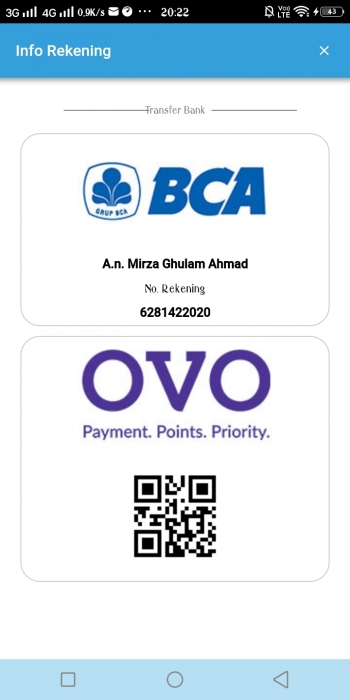 3G 4G 0,9K/s ··· 20:22 Vo) LTE 43
Info Rekening ×
Transfer Bank
GRUP BCA
BCA
A.n. Mirza Ghulam Ahmad
No. Rekening
6281422020
OVO
Payment. Points. Priority.